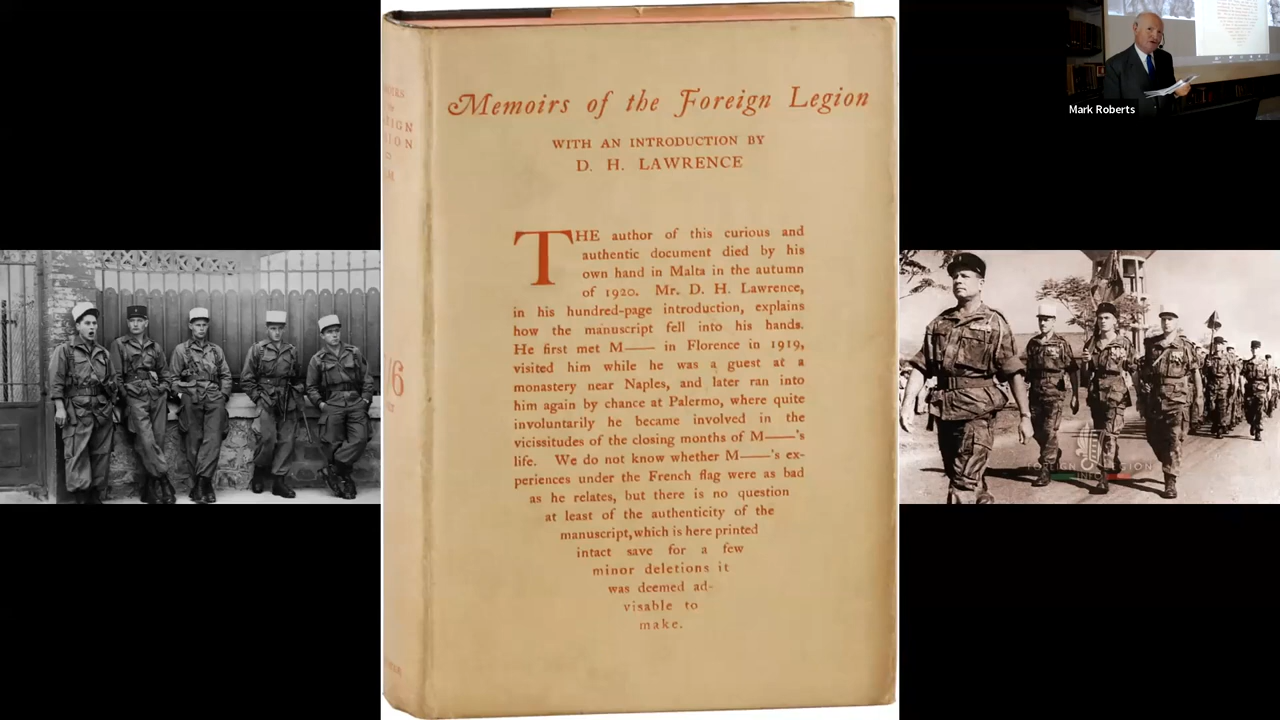 Memoirs of the Foreign Legion
WITH AN INTRODUCTION BY
D. H. LAWRENCE
THE author of this curious and
authentic document died by his
own hand in Malta in the autumn
of 1920. Mr. D. H. Lawrence,
in his hundred-page introduction, explains
how the manuscript fell into his hands.
He first met M—— in Florence in 1919,
visited him while he was a guest at a
monastery near Naples, and later ran into
him again by chance at Palermo, where quite
involuntarily he became involved in the
vicissitudes of the closing months of M——'s
life. We do not know whether M——'s ex-
periences under the French flag were as bad
as he relates, but there is no question
at least of the authenticity of the
manuscript, which is here printed
intact save for a few
minor deletions it
was deemed ad-
visable to
make.
Mark Roberts
FOREIGN LEGION
INFO